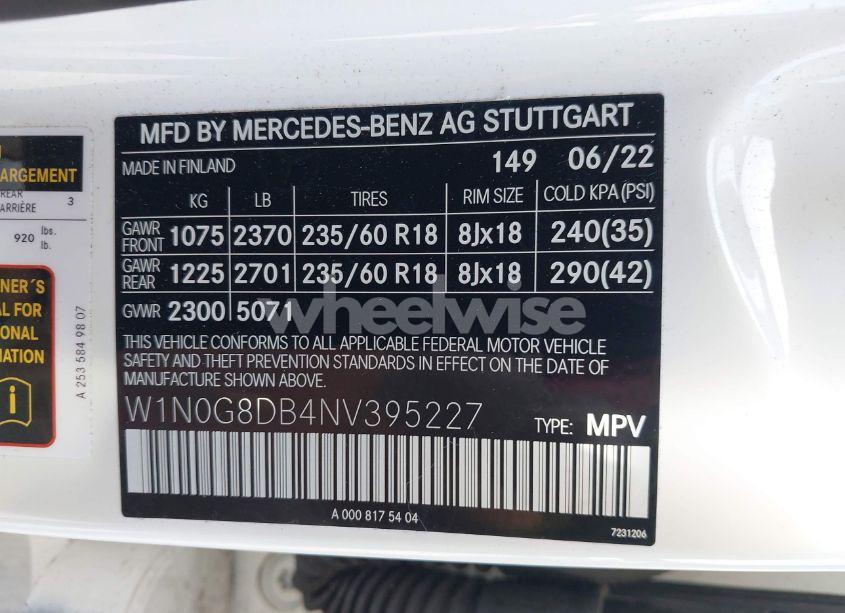 ARGEMENT
REAR
ARRIÈRE 3
920 lbs.
lb.
NER´S
AL FOR
IONAL
MATION
A 253 584 98 07
MFD BY MERCEDES-BENZ AG STUTTGART
MADE IN FINLAND 149 06/22
KG LB TIRES RIM SIZE COLD KPA(PSI)
GAWR FRONT 1075 2370 235/60 R18 8Jx18 240(35)
GAWR REAR 1225 2701 235/60 R18 8Jx18 290(42)
GVWR 2300 5071
wheelwise
THIS VEHICLE CONFORMS TO ALL APPLICABLE FEDERAL MOTOR VEHICLE
SAFETY AND THEFT PREVENTION STANDARDS IN EFFECT ON THE DATE OF
MANUFACTURE SHOWN ABOVE.
W1N0G8DB4NV395227 TYPE: MPV
A 000 817 54 04
7231206